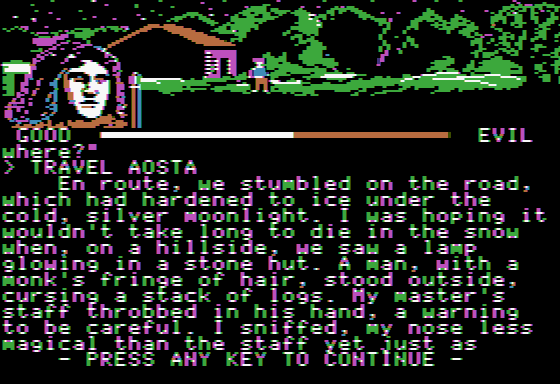 GOOD EVIL
where?"
> TRAVEL AOSTA
En route, we stumbled on the road,
which had hardened to ice under the
cold, silver moonlight. I was hoping it
wouldn't take long to die in the snow
when, on a hillside, we saw a lamp
glowing in a stone hut. A man, with a
monk's fringe of hair, stood outside,
cursing a stack of logs. My master's
staff throbbed in his hand, a warning
to be careful. I sniffed, my nose less
magical than the staff yet just as
- PRESS ANY KEY TO CONTINUE -